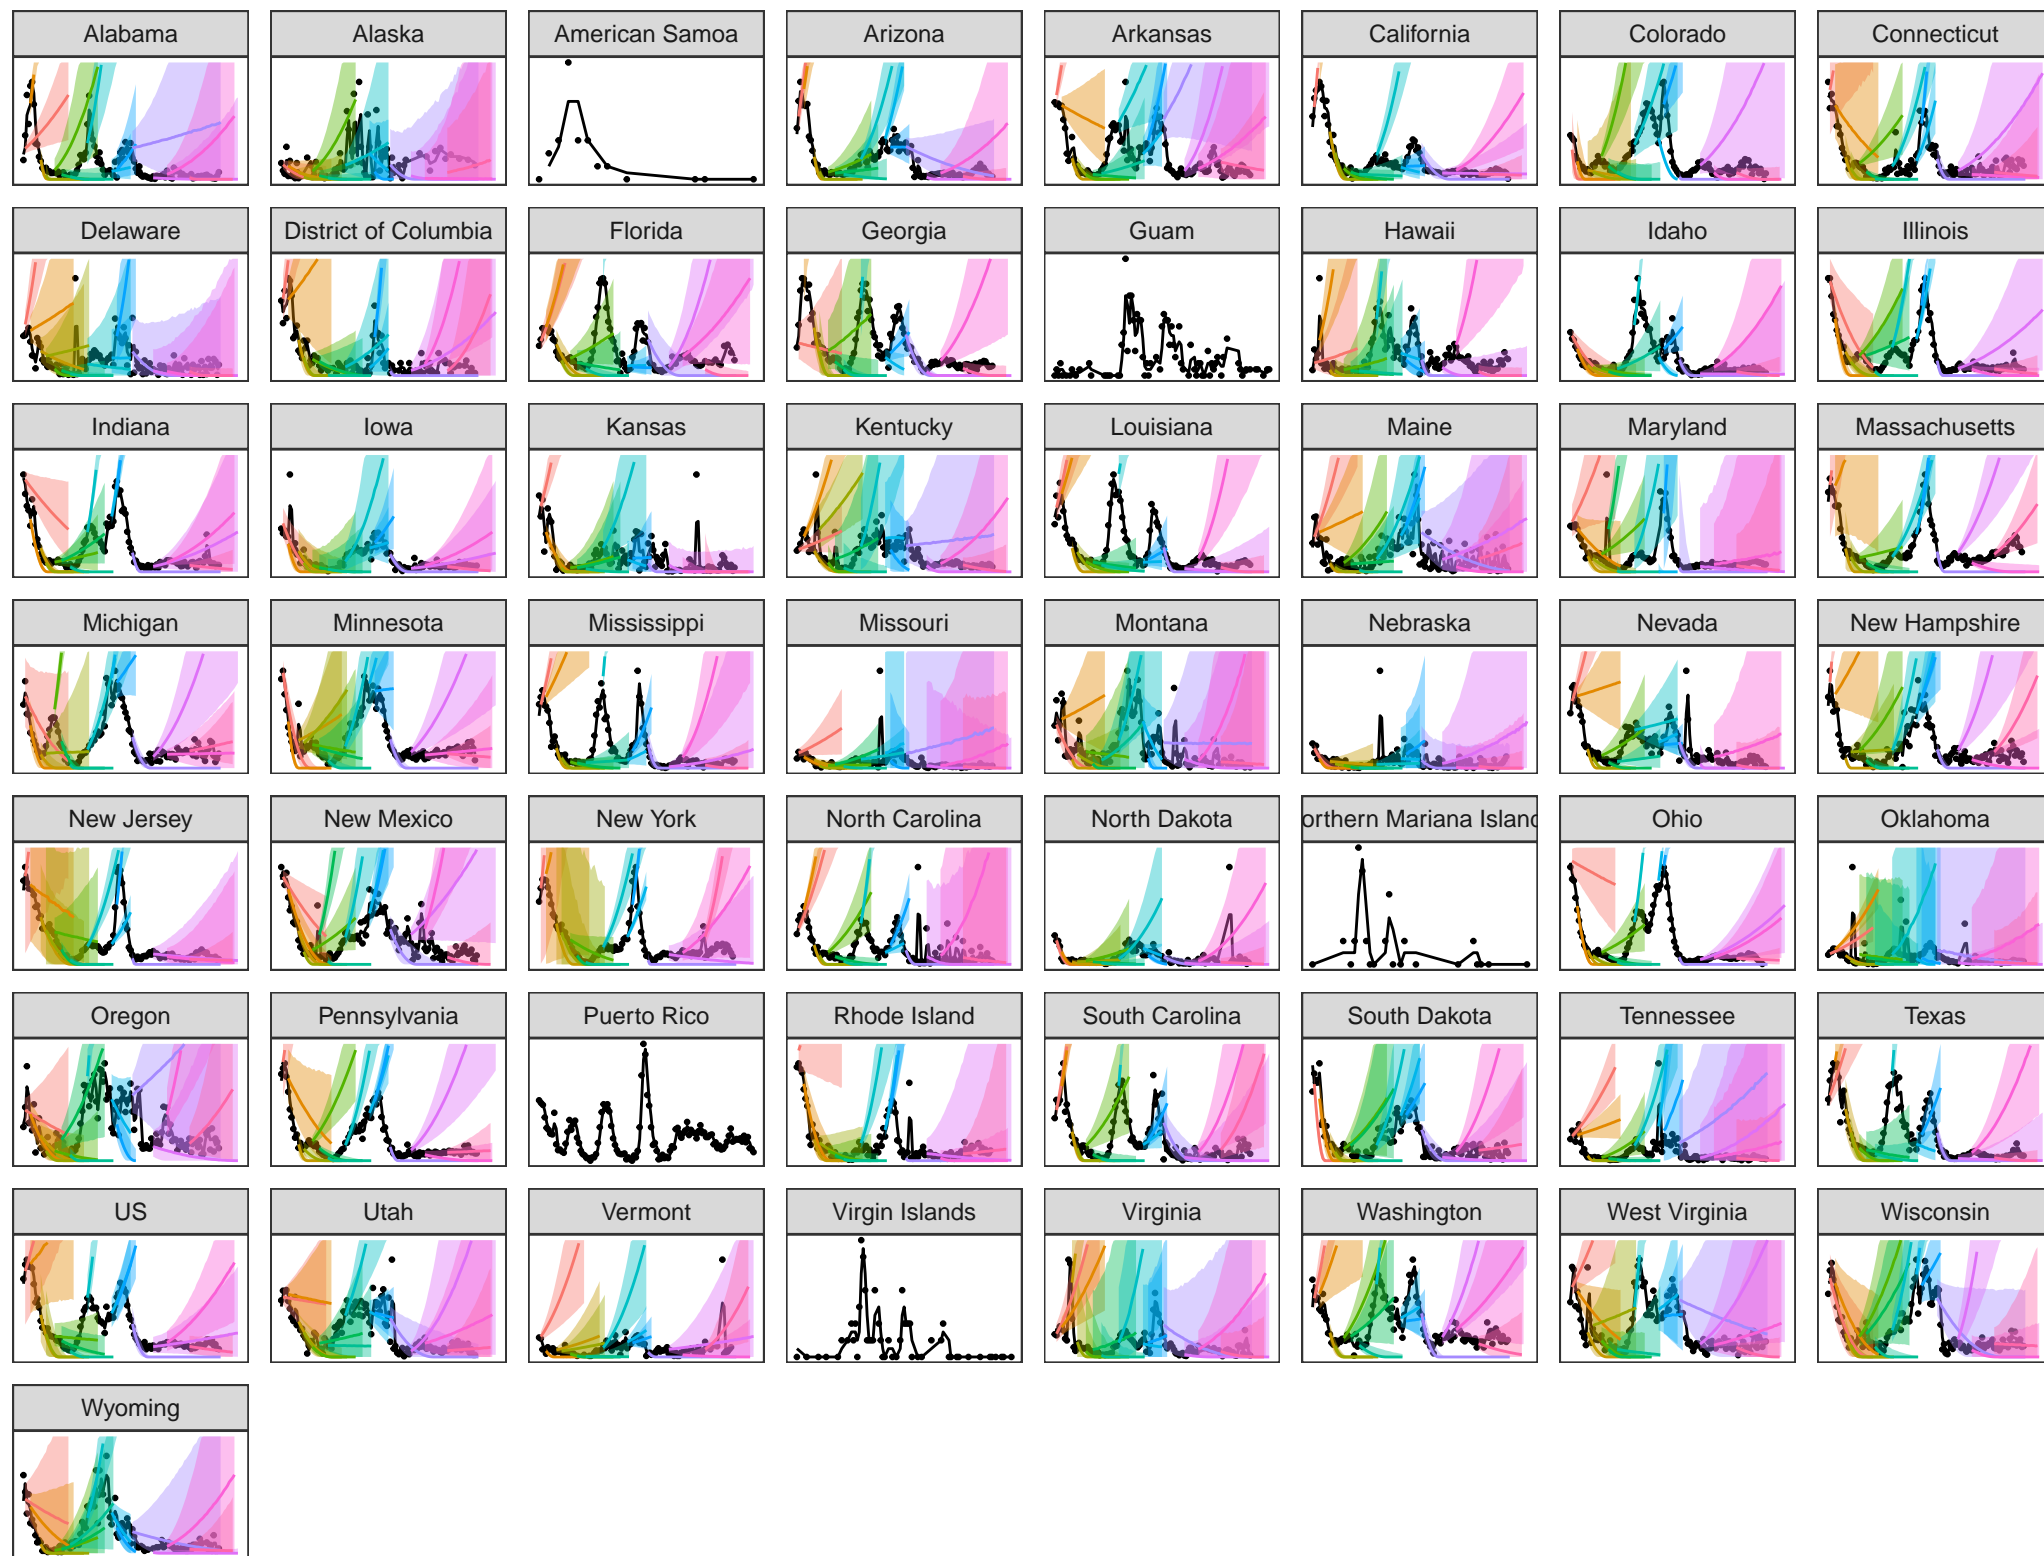 Alabama
Alaska
American Samoa
Arizona
Arkansas
California
Colorado
Connecticut
Delaware
District of Columbia
Florida
Georgia
Guam
Hawaii
Idaho
Illinois
Indiana
Iowa
Kansas
Kentucky
Louisiana
Maine
Maryland
Massachusetts
Michigan
Minnesota
Mississippi
Missouri
Montana
Nebraska
Nevada
New Hampshire
New Jersey
New Mexico
New York
North Carolina
North Dakota
orthern Mariana Island
Ohio
Oklahoma
Oregon
Pennsylvania
Puerto Rico
Rhode Island
South Carolina
South Dakota
Tennessee
Texas
US
Utah
Vermont
Virgin Islands
Virginia
Washington
West Virginia
Wisconsin
Wyoming